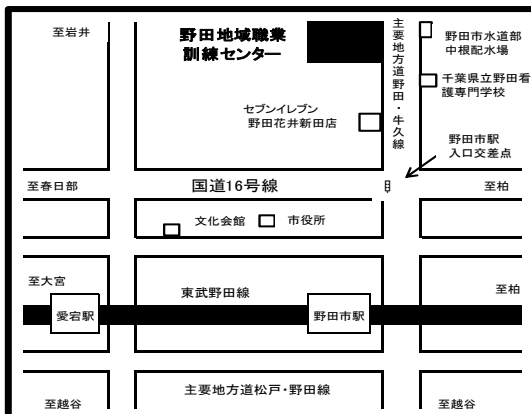 至岩井
野田地域職業
訓練センター
主要地方道野田・牛久線
野田市水道部
中根配水場
千葉県立野田看
護専門学校
セブンイレブン
野田花井新田店
野田市駅
入口交差点
至春日部
国道16号線
至柏
文化会館
市役所
至大宮
東武野田線
至柏
愛宕駅
野田市駅
主要地方道松戸・野田線
至越谷
至越谷